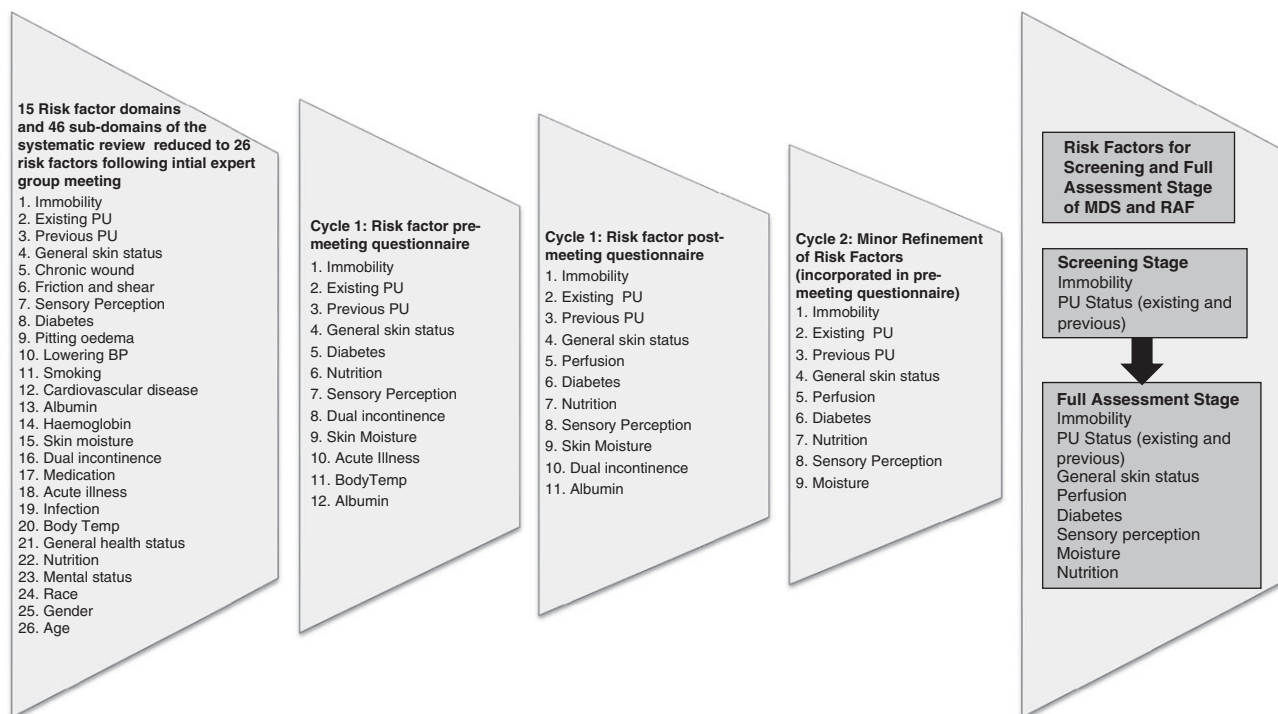 15 Risk factor domains
and 46 sub-domains of the
systematic review reduced to 26
risk factors following intial expert
group meeting
1. Immobility
2. Existing PU
3. Previous PU
4. General skin status
5. Chronic wound
6. Friction and shear
7. Sensory Perception
8. Diabetes
9. Pitting oedema
10. Lowering BP
11. Smoking
12. Cardiovascular disease
13. Albumin
14. Haemoglobin
15. Skin moisture
16. Dual incontinence
17. Medication
18. Acute illness
19. Infection
20. Body Temp
21. General health status
22. Nutrition
23. Mental status
24. Race
25. Gender
26. Age
Cycle 1: Risk factor pre-
meeting questionnaire
1. Immobility
2. Existing PU
3. Previous PU
4. General skin status
5. Diabetes
6. Nutrition
7. Sensory Perception
8. Dual incontinence
9. Skin Moisture
10. Acute Illness
11. BodyTemp
12. Albumin
Cycle 1: Risk factor post-
meeting questionnaire
1. Immobility
2. Existing PU
3. Previous PU
4. General skin status
5. Perfusion
6. Diabetes
7. Nutrition
8. Sensory Perception
9. Skin Moisture
10. Dual incontinence
11. Albumin
Cycle 2: Minor Refinement
of Risk Factors
(incorporated in pre-
meeting questionnaire)
1. Immobility
2. Existing PU
3. Previous PU
4. General skin status
5. Perfusion
6. Diabetes
7. Nutrition
8. Sensory Perception
9. Moisture
Risk Factors for
Screening and Full
Assessment Stage
of MDS and RAF
Screening Stage
Immobility
PU Status (existing and
previous)
Full Assessment Stage
Immobility
PU Status (existing and
previous)
General skin status
Perfusion
Diabetes
Sensory perception
Moisture
Nutrition